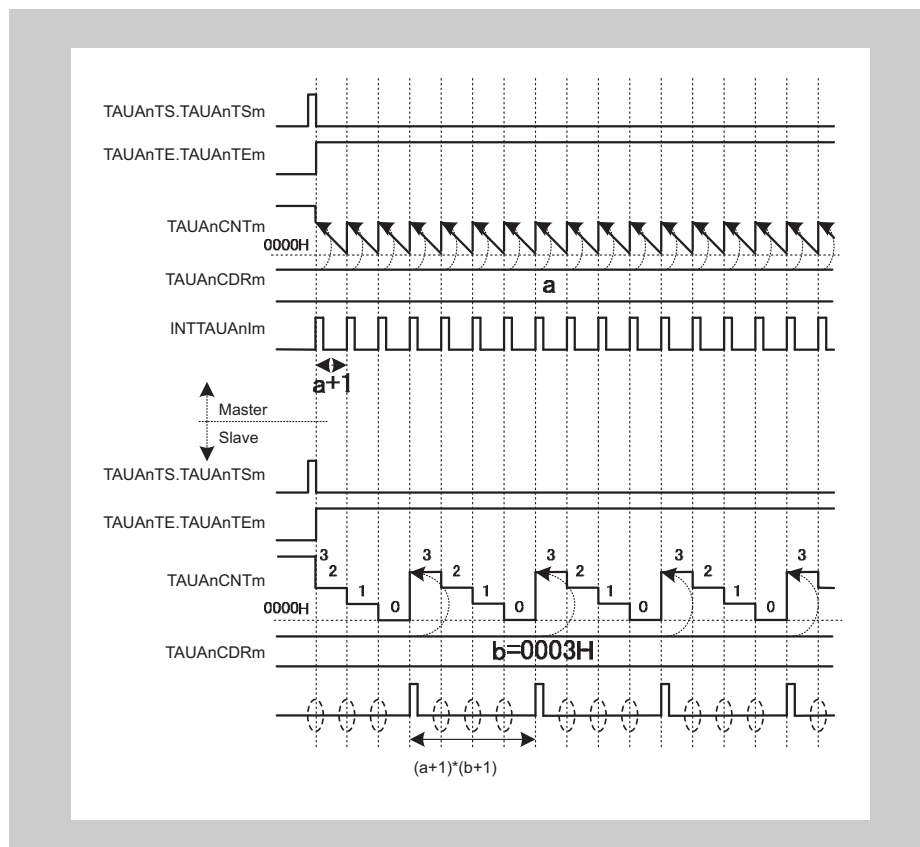 TAUAnTS.TAUAnTSm
TAUAnTE.TAUAnTEm
TAUAnCNTm
0000H
TAUAnCDRm
a
INTTAUAnIm
a+1
Master
Slave
TAUAnTS.TAUAnTSm
TAUAnTE.TAUAnTEm
3 3 3 3 3
2 2 2 2 2
TAUAnCNTm
1 1 1 1
0000H
0 0 0 0
b=0003H
TAUAnCDRm
(a+1)*(b+1)